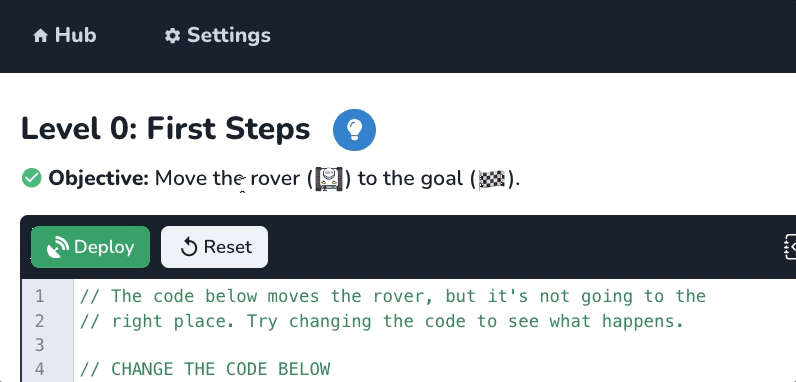 Hub Settings
Level 0: First Steps
Objective: Move the rover () to the goal ().
Deploy Reset
1 // The code below moves the rover, but it's not going to the
2 // right place. Try changing the code to see what happens.
3
4 // CHANGE THE CODE BELOW